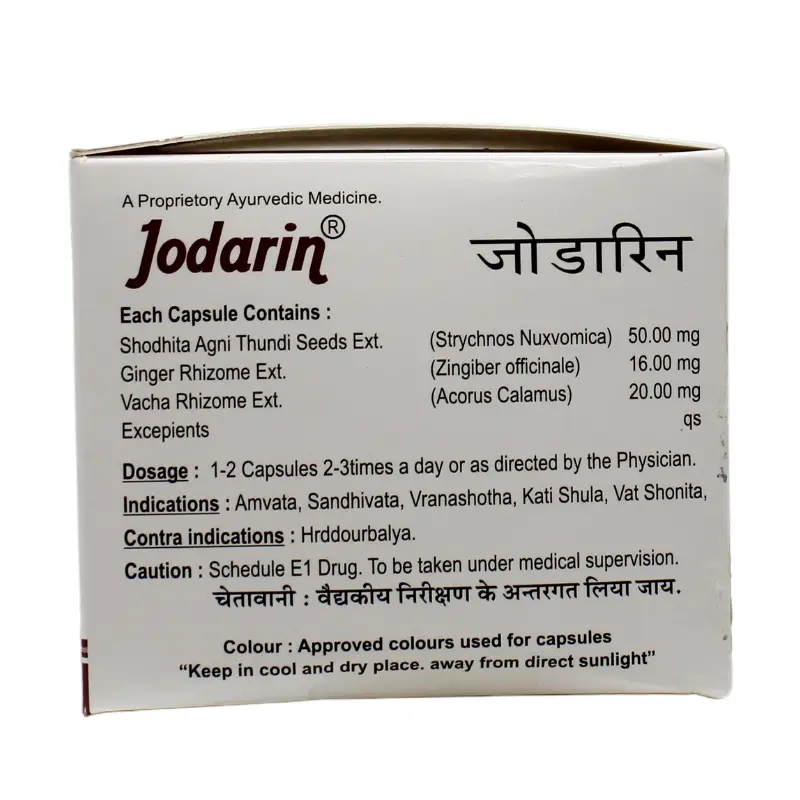 A Proprietory Ayurvedic Medicine.
Jodarin® जोडारिन
Each Capsule Contains :
Shodhita Agni Thundi Seeds Ext. (Strychnos Nuxvomica) 50.00 mg
Ginger Rhizome Ext. (Zingiber officinale) 16.00 mg
Vacha Rhizome Ext. (Acorus Calamus) 20.00 mg
Excepients qs
Dosage : 1-2 Capsules 2-3times a day or as directed by the Physician.
Indications : Amvata, Sandhivata, Vranashotha, Kati Shula, Vat Shonita,
Contra indications : Hrddourbalya.
Caution : Schedule E1 Drug. To be taken under medical supervision.
चेतावानी : वैद्यकीय निरीक्षण के अन्तरगत लिया जाय.
Colour : Approved colours used for capsules
“Keep in cool and dry place. away from direct sunlight”